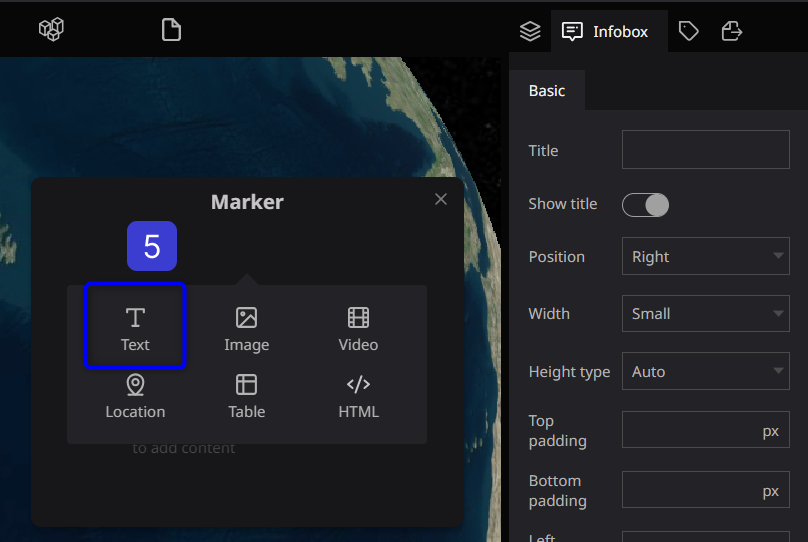 Infobox
Basic
Title
Show title
Position Right
Width Small
Height type Auto
Top
padding px
Bottom
padding px
Left
Marker
5
Text Image Video
Location Table HTML
to add content